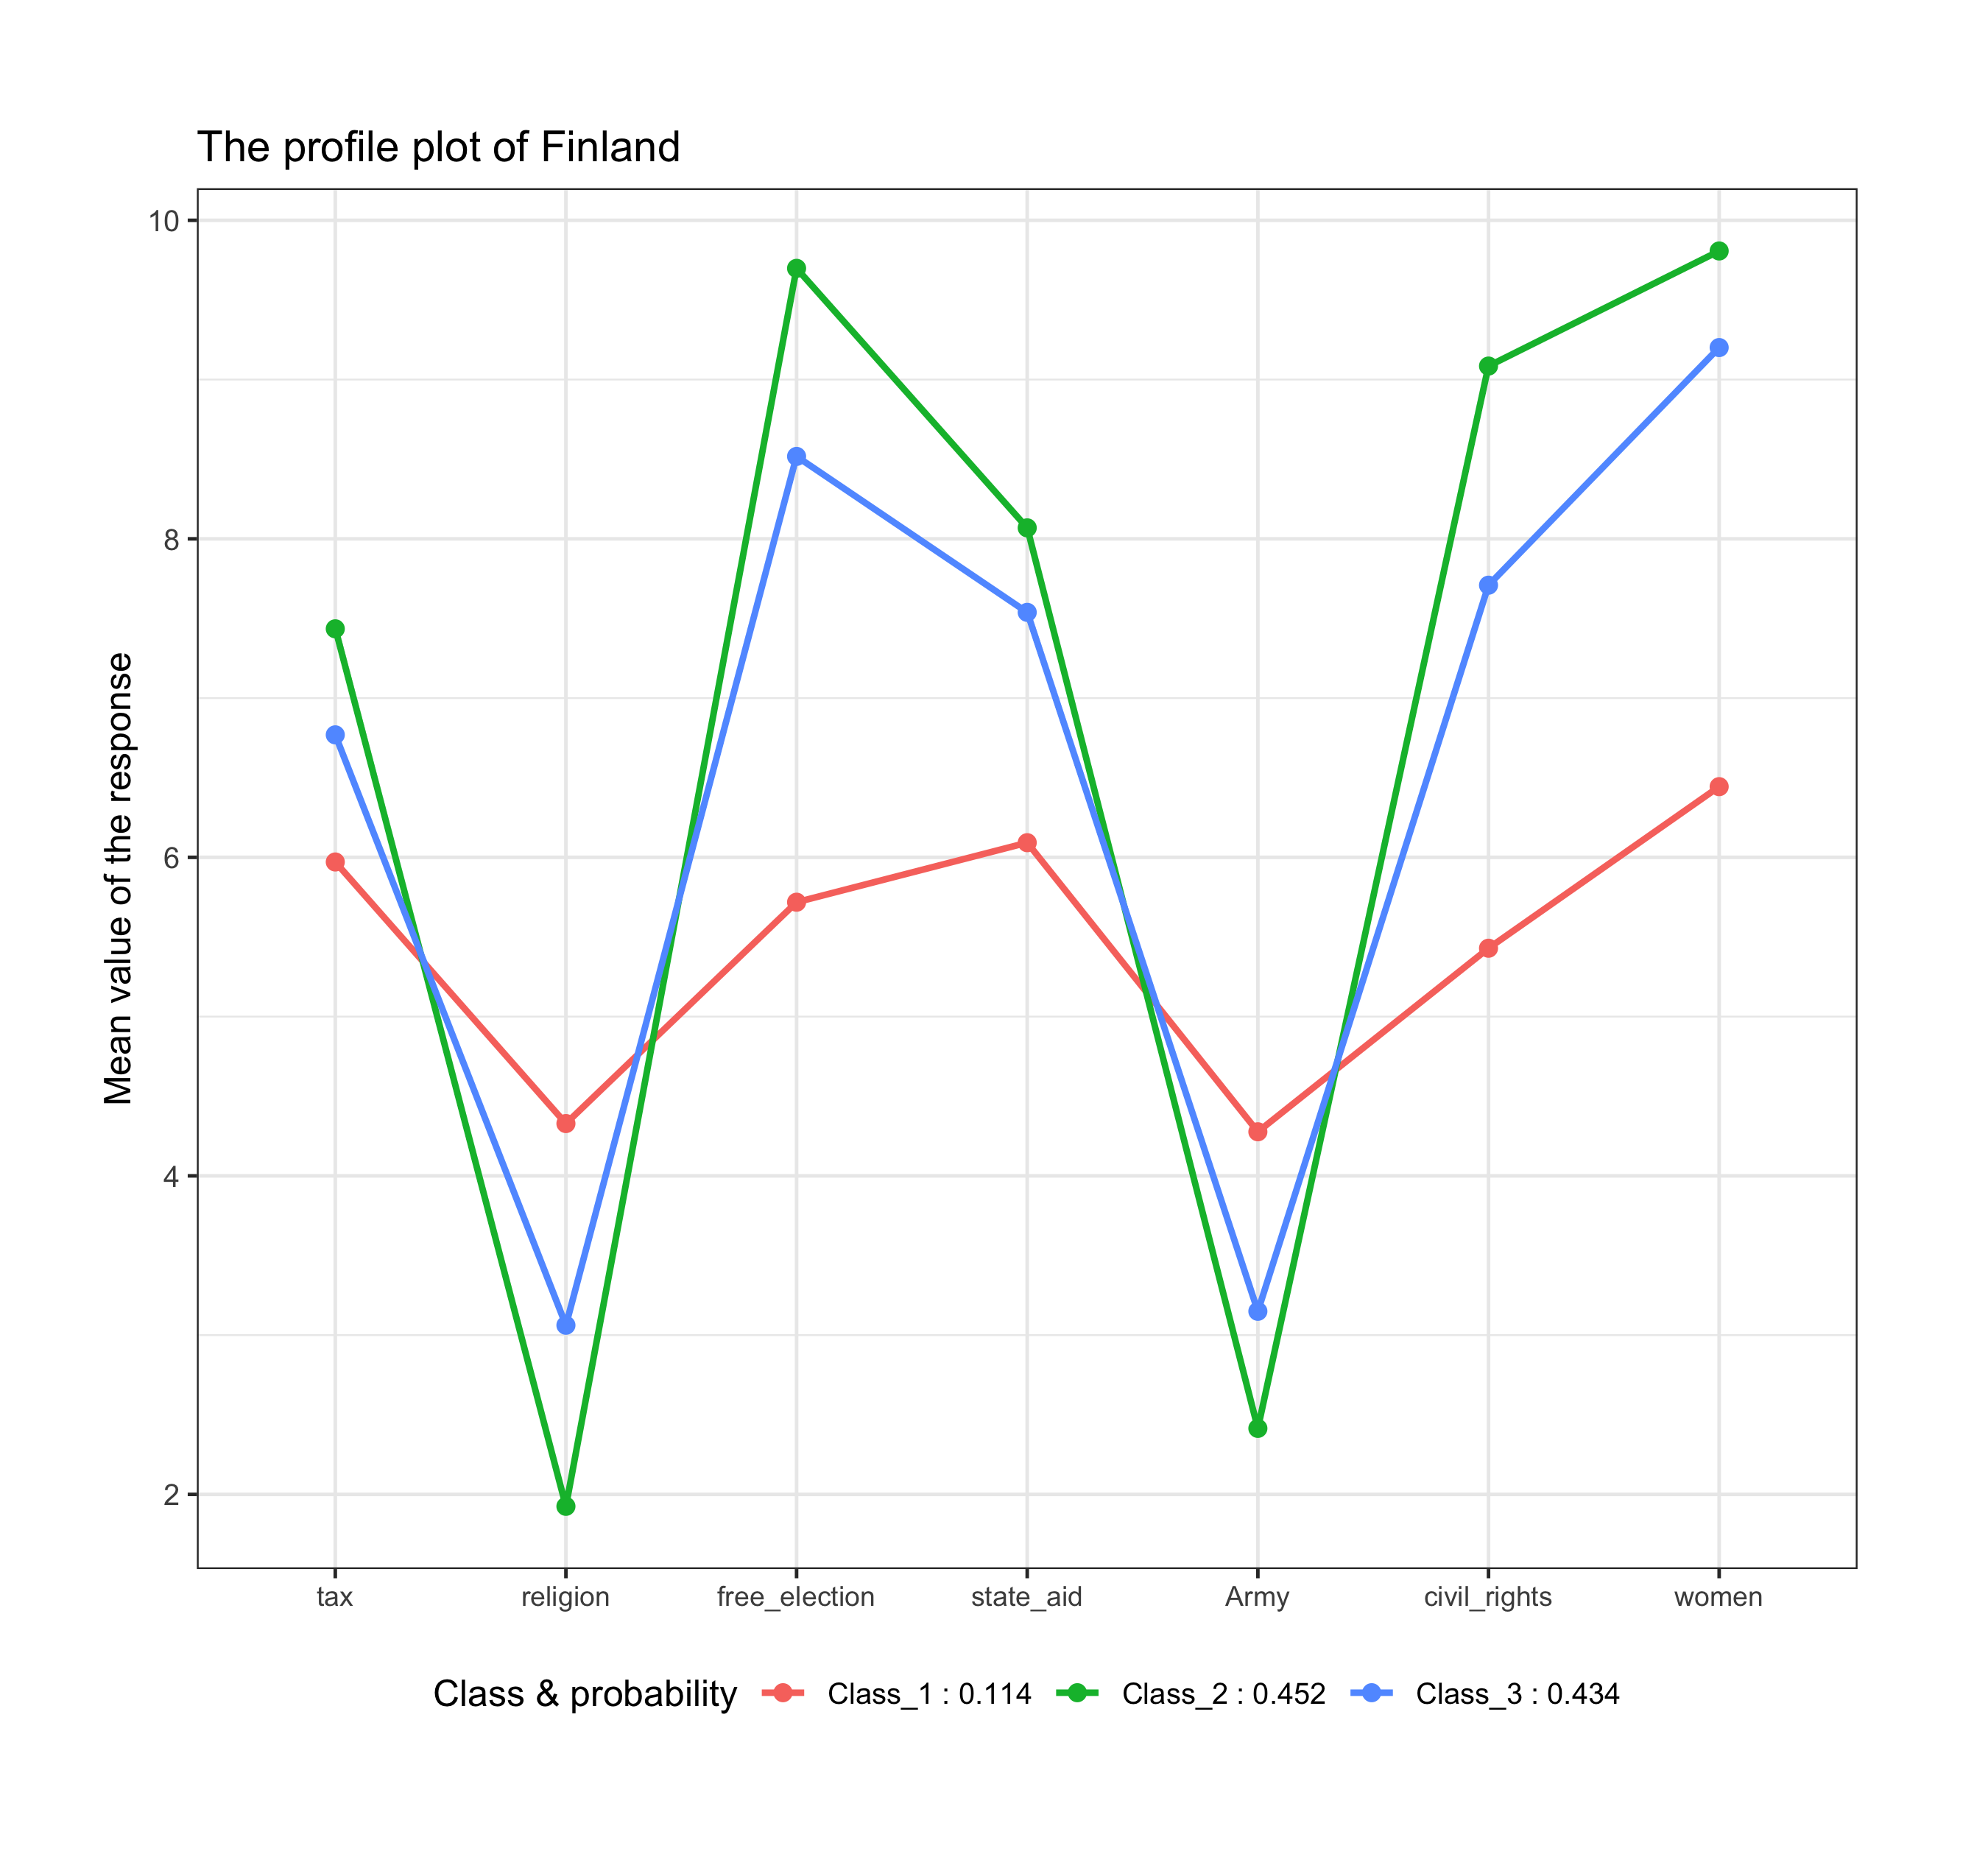 The profile plot of Finland
Mean value of the response
10
8
6
4
2
tax religion free_election state_aid Army civil_rights women
Class & probability Class_1 : 0.114 Class_2 : 0.452 Class_3 : 0.434